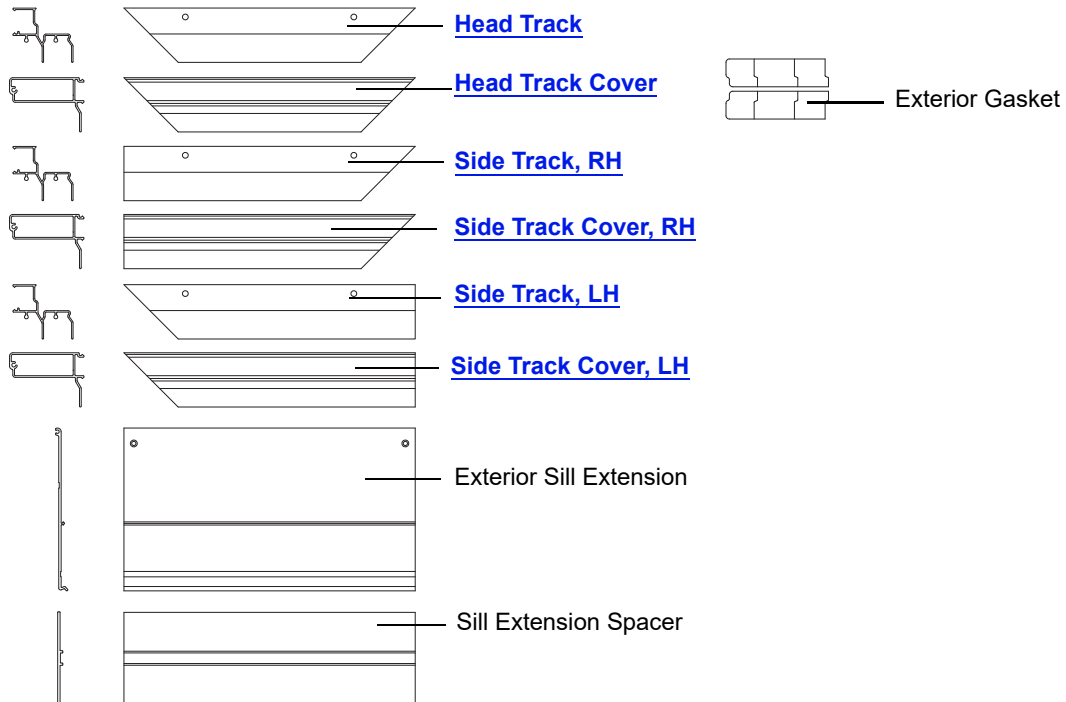 Head Track
Head Track Cover
Exterior Gasket
Side Track, RH
Side Track Cover, RH
Side Track, LH
Side Track Cover, LH
Exterior Sill Extension
Sill Extension Spacer